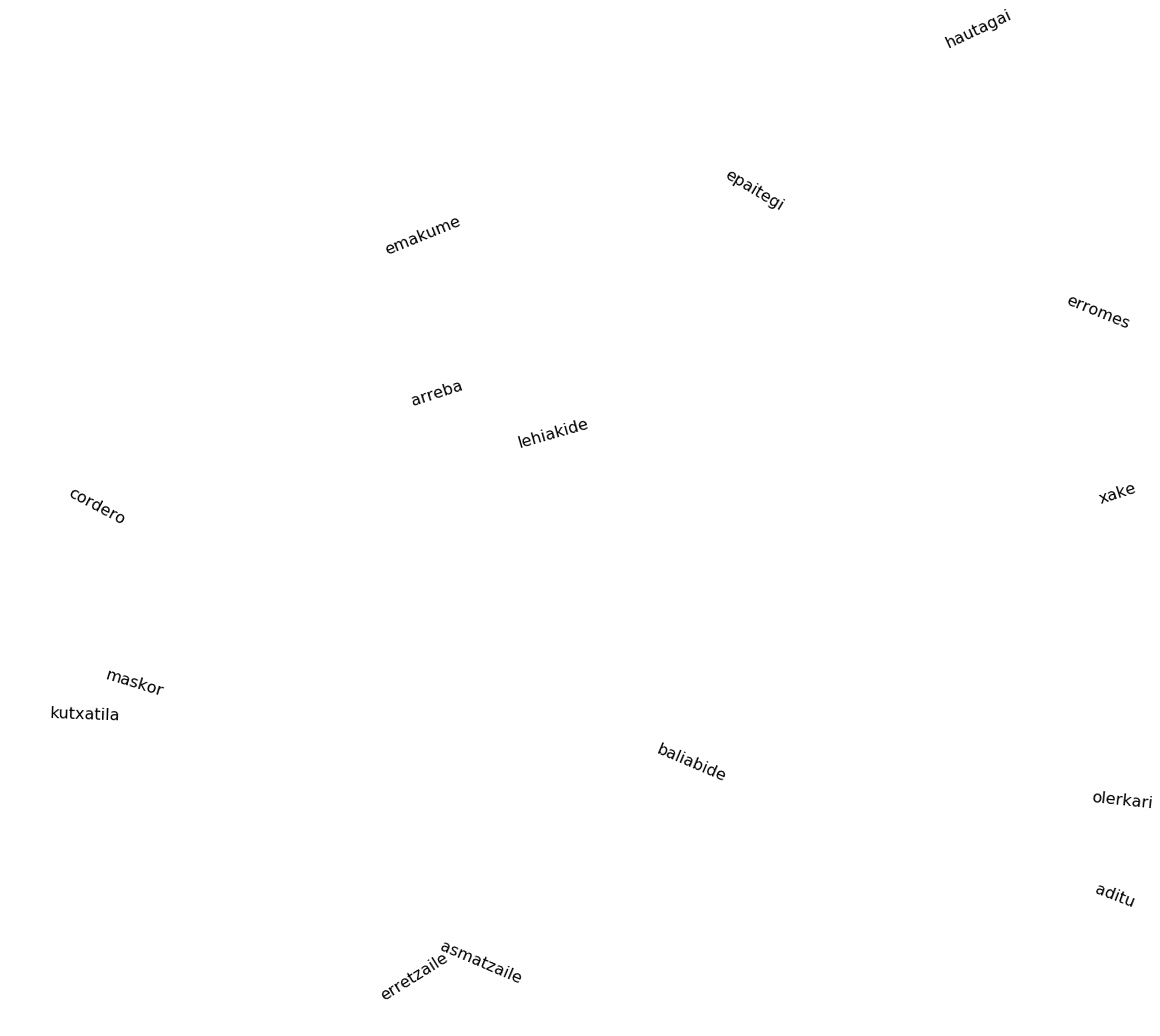 hautagai
epaitegi
emakume
erromes
arreba
lehiakide
xake
cordero
maskor
kutxatila
baliabide
olerkari
aditu
asmatzaile
erretzaile